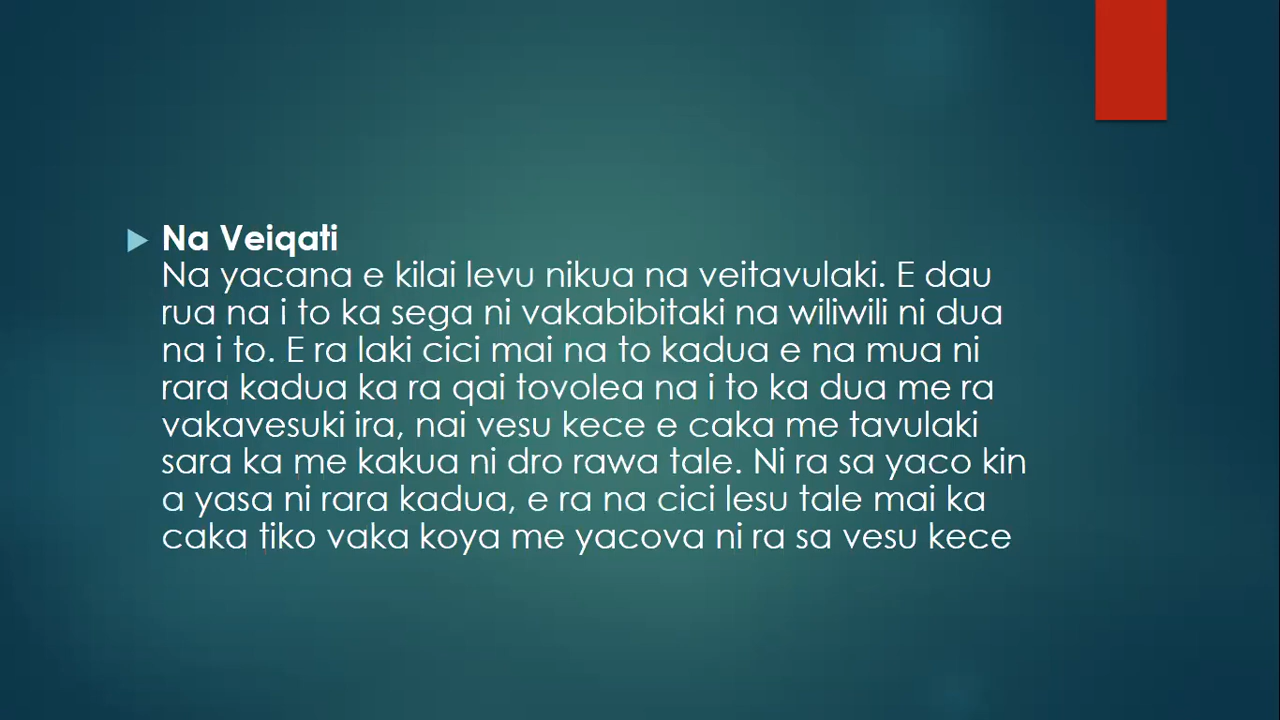 Na Veiqati
Na yacana e kilai levu nikua na veitavulaki. E dau
rua na i to ka sega ni vakabibitaki na wiliwili ni dua
na i to. E ra laki cici mai na to kadua e na mua ni
rara kadua ka ra qai tovolea na i to ka dua me ra
vakavesuki ira, nai vesu kece e caka me tavulaki
sara ka me kakua ni dro rawa tale. Ni ra sa yaco kin
a yasa ni rara kadua, e ra na cici lesu tale mai ka
caka tiko vaka koya me yacova ni ra sa vesu kece